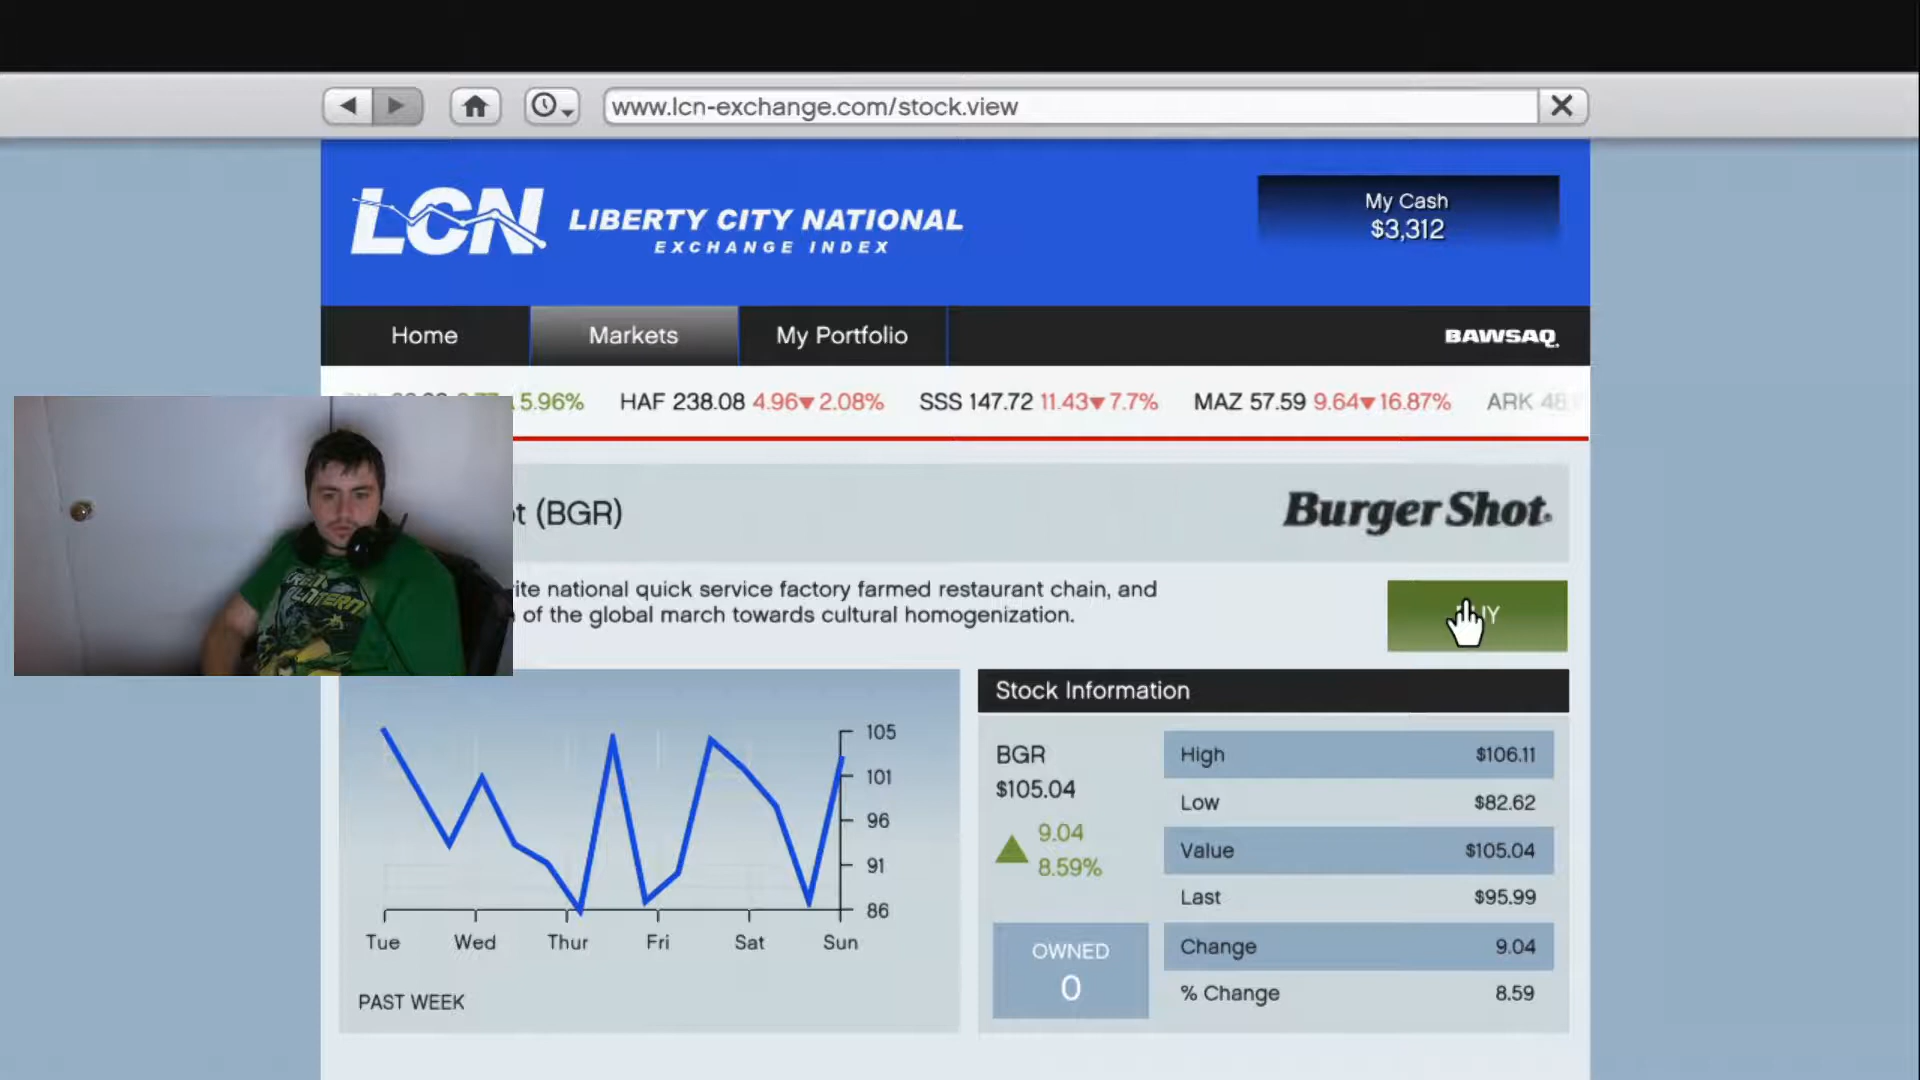 www.lcn-exchange.com/stock.view
LCN LIBERTY CITY NATIONAL
EXCHANGE INDEX
My Cash
$3,312
Home Markets My Portfolio BAWSAQ
5.96% HAF 238.08 4.96▼2.08% SSS 147.72 11.43▼7.7% MAZ 57.59 9.64▼16.87% ARK
(BGR) Burger Shot
national quick service factory farmed restaurant chain, and
of the global march towards cultural homogenization.
Stock Information
BGR
$105.04
9.04
8.59%
OWNED
0
High $106.11
Low $82.62
Value $105.04
Last $95.99
Change 9.04
% Change 8.59
105
101
96
91
86
Tue Wed Thur Fri Sat Sun
PAST WEEK